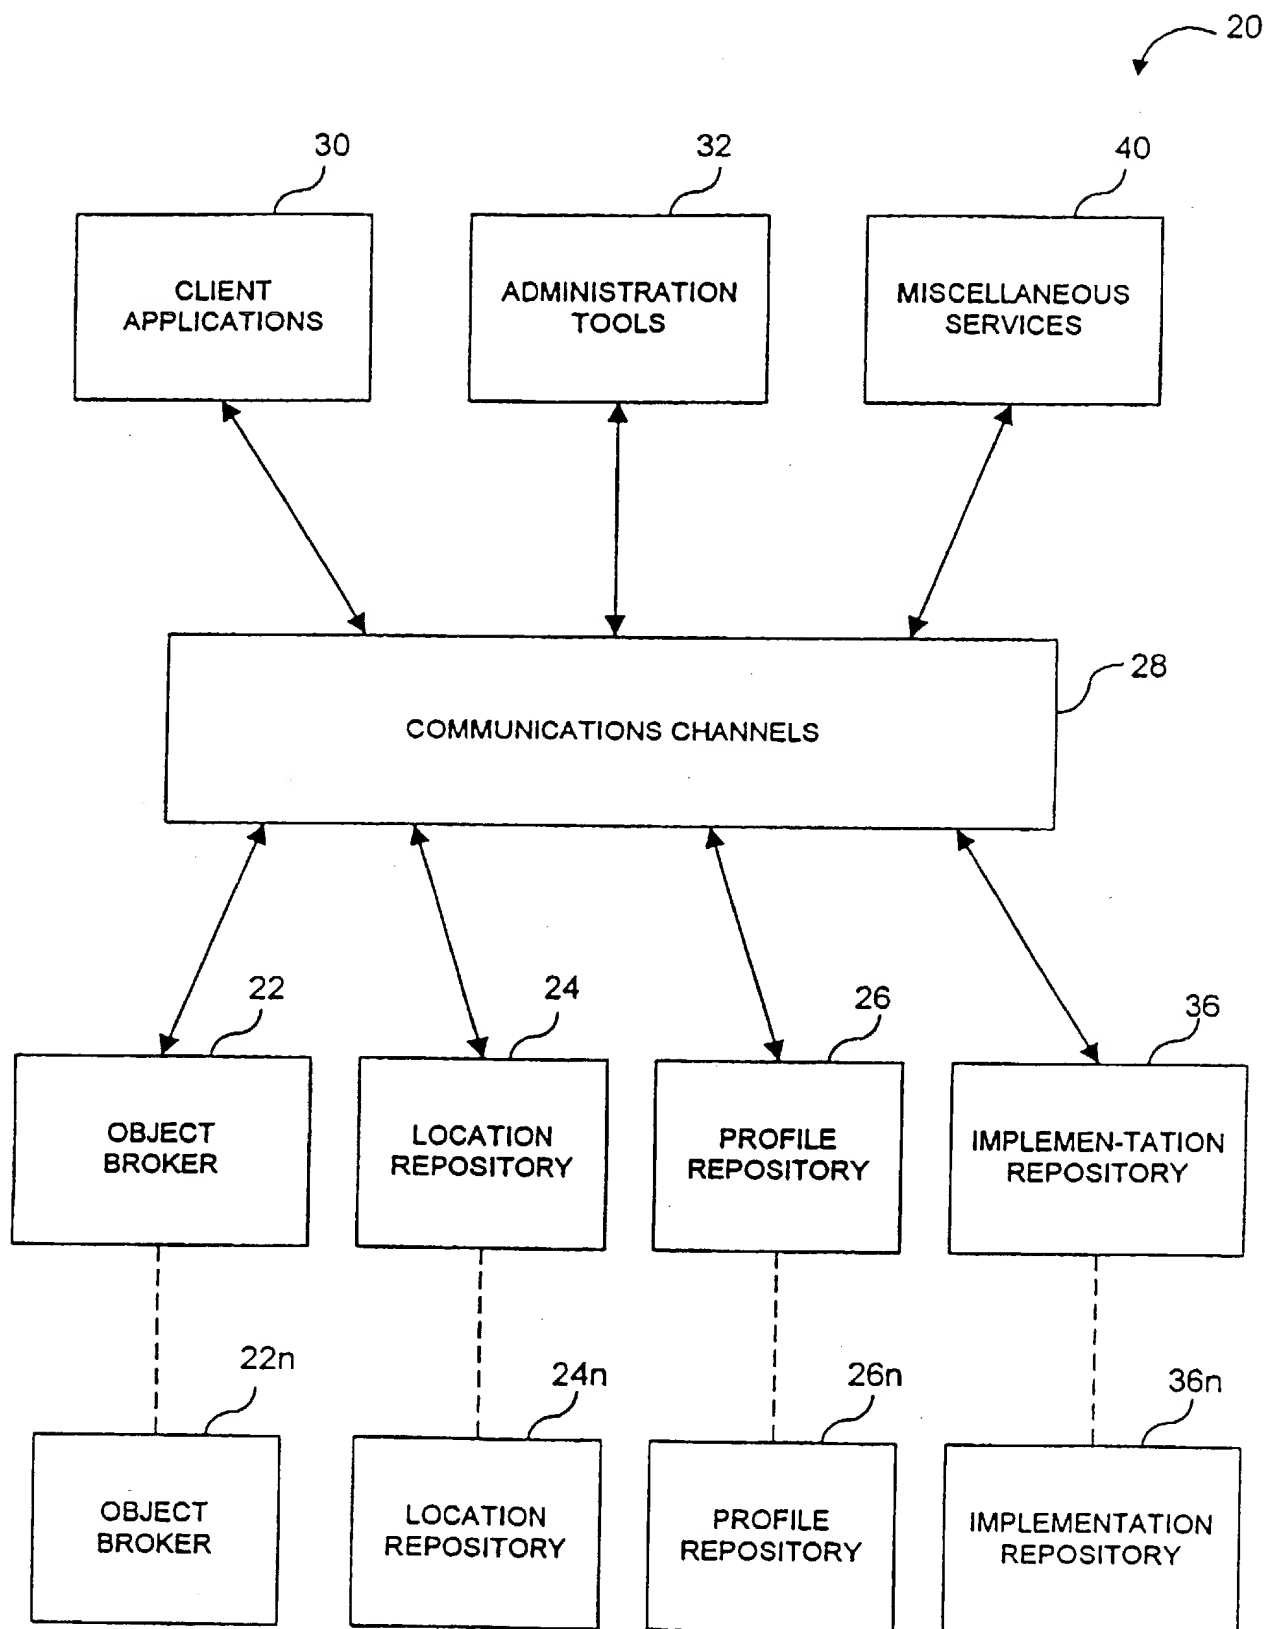 20
30
32
40
CLIENT
APPLICATIONS
ADMINISTRATION
TOOLS
MISCELLANEOUS
SERVICES
28
COMMUNICATIONS CHANNELS
22
24
26
36
OBJECT
BROKER
LOCATION
REPOSITORY
PROFILE
REPOSITORY
IMPLEMEN-TATION
REPOSITORY
22n
24n
26n
36n
OBJECT
BROKER
LOCATION
REPOSITORY
PROFILE
REPOSITORY
IMPLEMENTATION
REPOSITORY